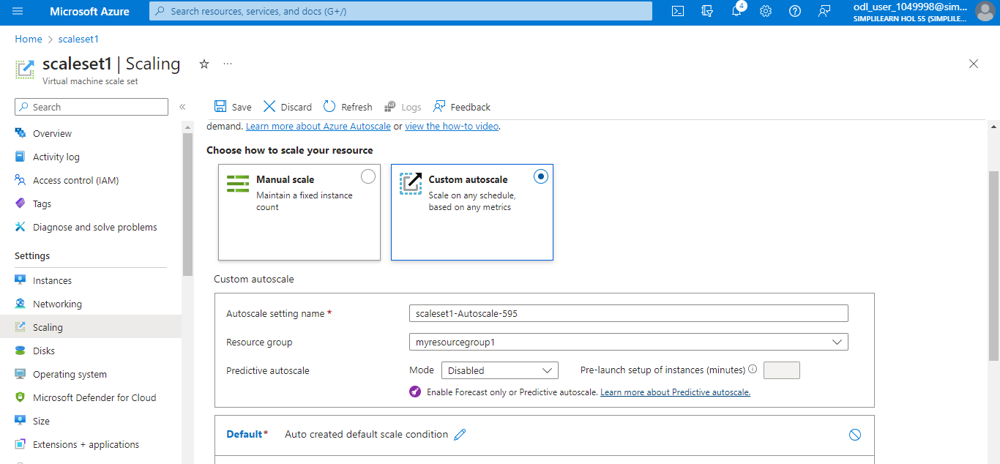 Microsoft Azure
Search resources, services, and docs (G+/)
4
odl_user_1049998@sim...
SIMPLILEARN HOL 55 (SIMPLILE...
Home > scaleset1
scaleset1 | Scaling
Virtual machine scale set
Search
Overview
Activity log
Access control (IAM)
Tags
Diagnose and solve problems
Settings
Instances
Networking
Scaling
Disks
Operating system
Microsoft Defender for Cloud
Size
Extensions + applications
Save
Discard
Refresh
Logs
Feedback
demand. Learn more about Azure Autoscale or view the how-to video.
Choose how to scale your resource
Manual scale
Maintain a fixed instance
count
Custom autoscale
Scale on any schedule,
based on any metrics
Custom autoscale
Autoscale setting name *
scaleset1-Autoscale-595
Resource group
myresourcegroup1
Predictive autoscale
Mode
Disabled
Pre-launch setup of instances (minutes)
Enable Forecast only or Predictive autoscale. Learn more about Predictive autoscale.
Default*
Auto created default scale condition